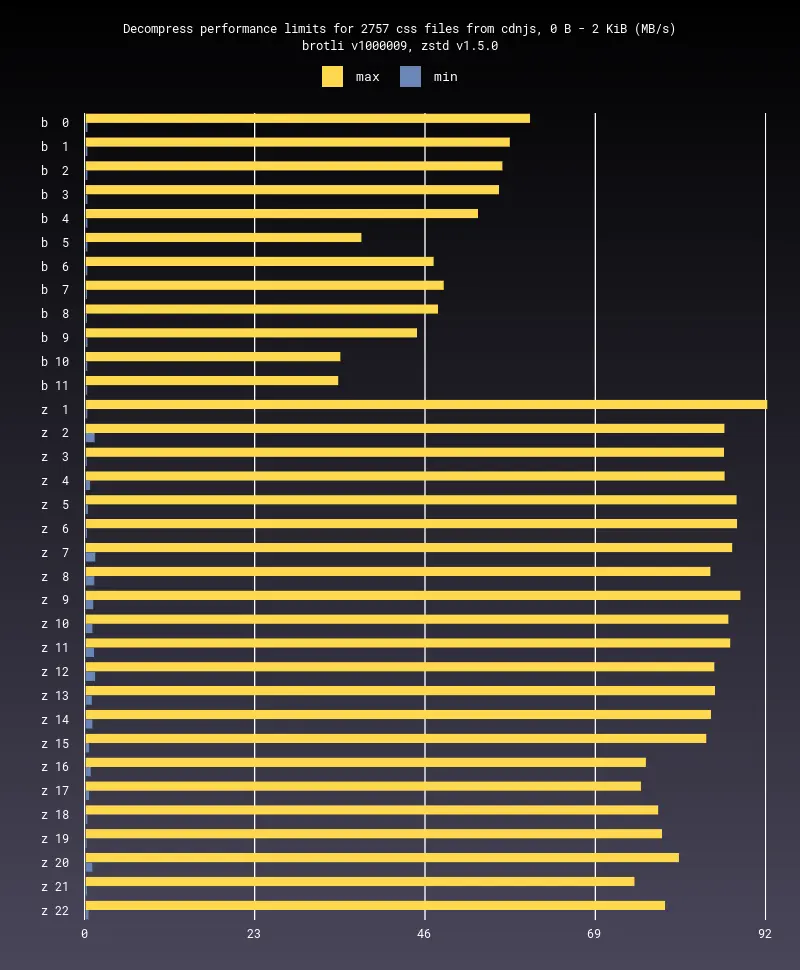 Decompress performance limits for 2757 css files from cdnjs, 0 B - 2 KiB (MB/s)
brotli v1000009, zstd v1.5.0
max min
b 0
b 1
b 2
b 3
b 4
b 5
b 6
b 7
b 8
b 9
b 10
b 11
z 1
z 2
z 3
z 4
z 5
z 6
z 7
z 8
z 9
z 10
z 11
z 12
z 13
z 14
z 15
z 16
z 17
z 18
z 19
z 20
z 21
z 22
0 23 46 69 92